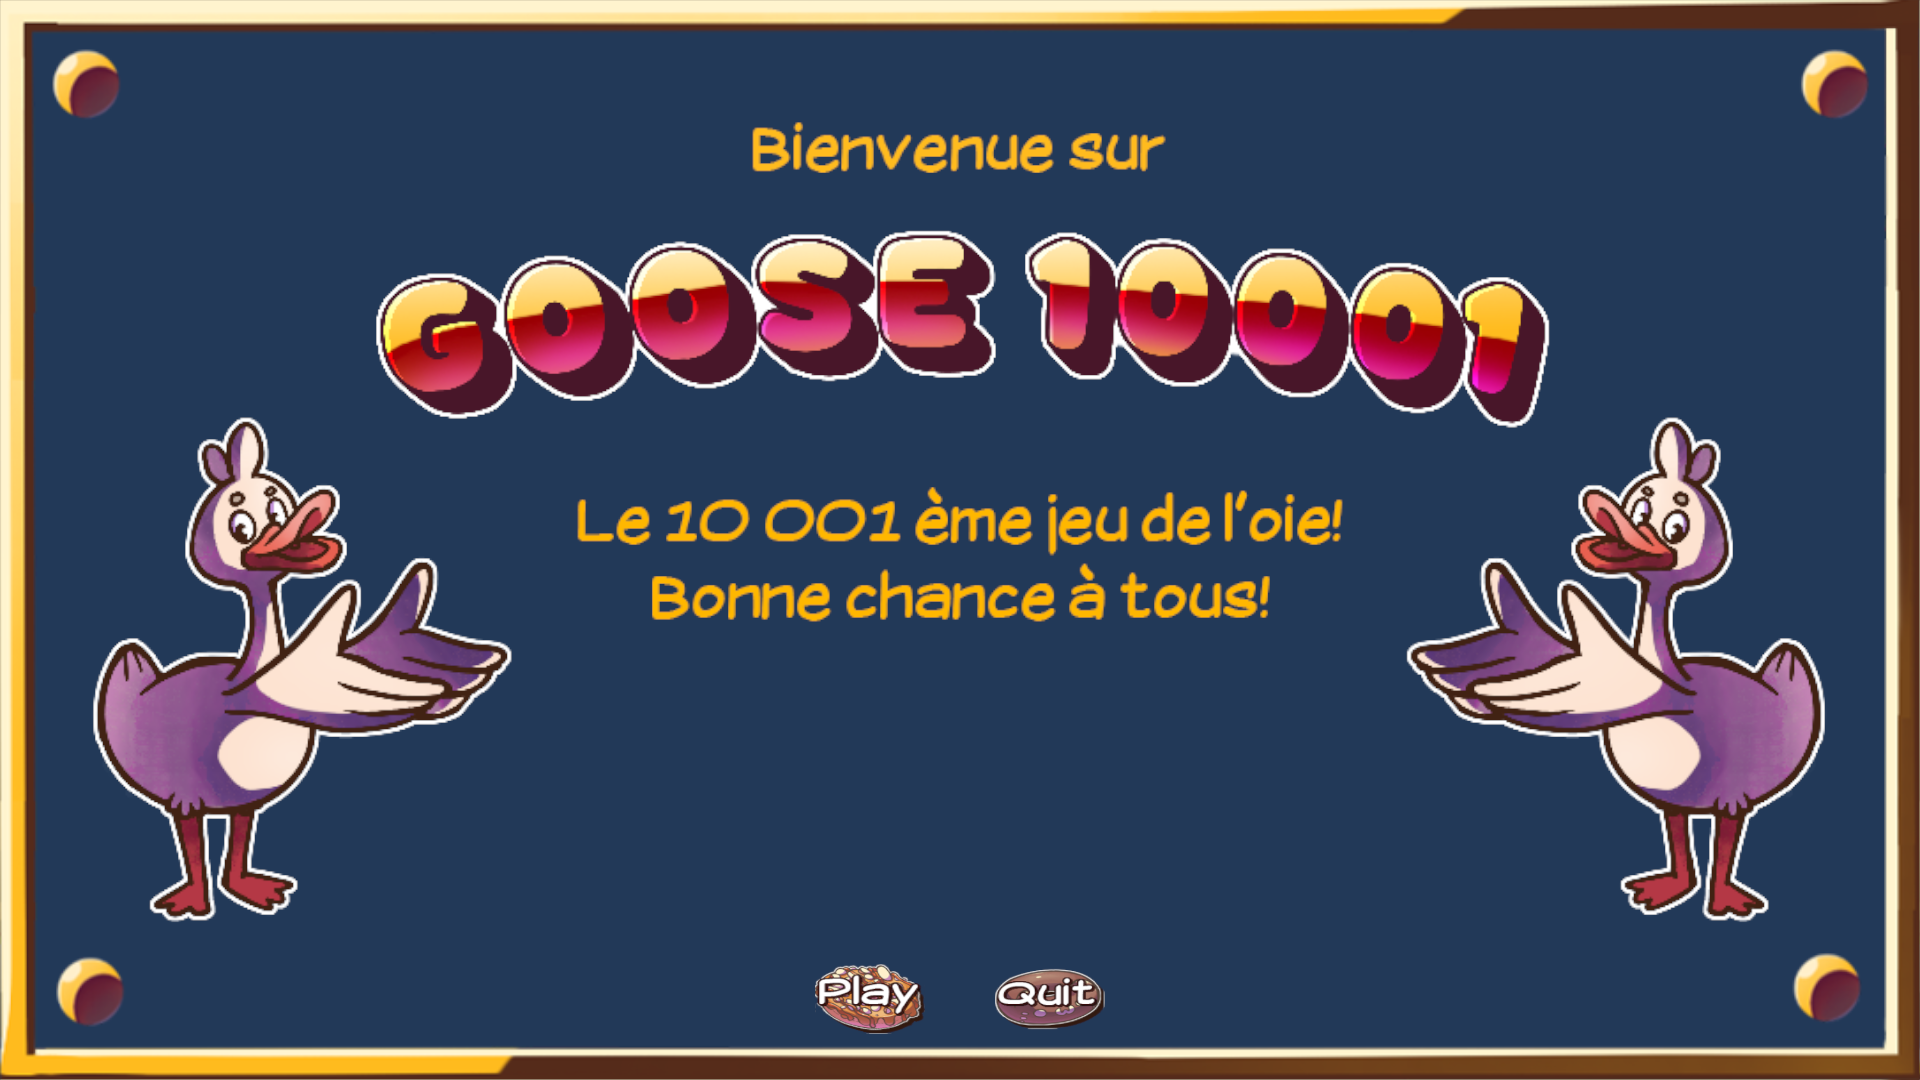 Bienvenue sur
GOOSE 10001
Le 10 001 ème jeu de l'oie!
Bonne chance à tous!
Play Quit